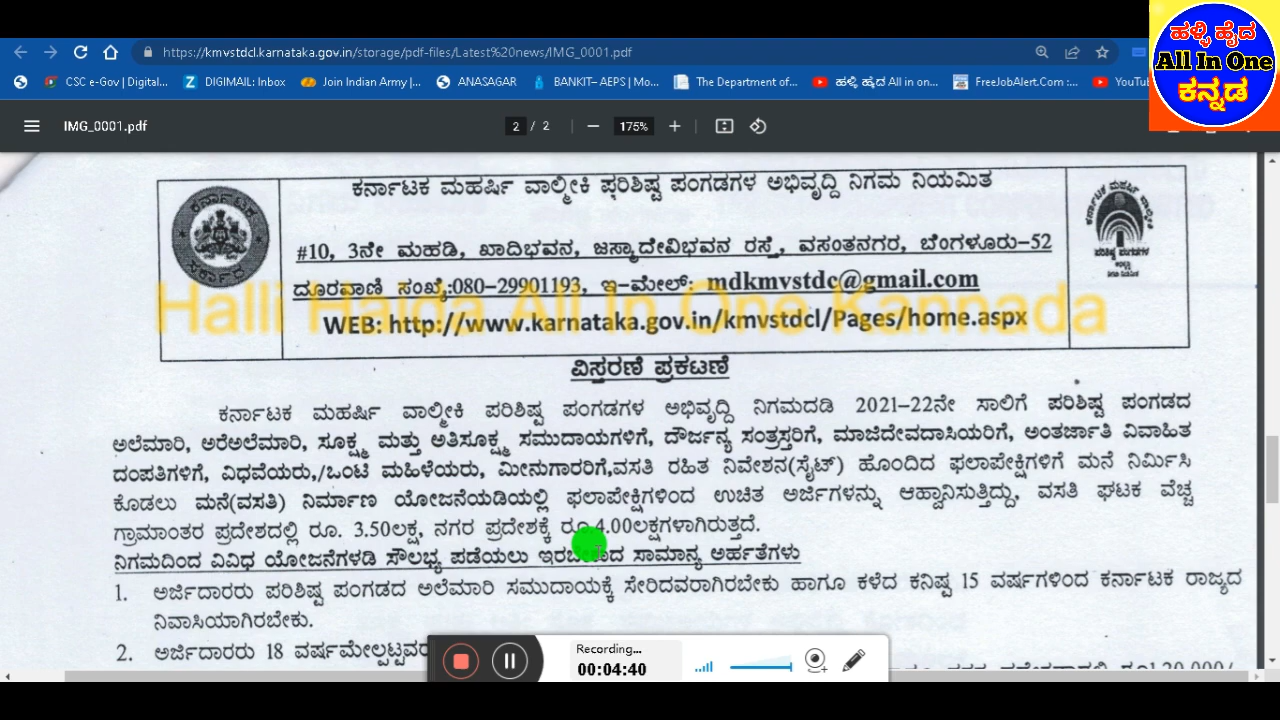 https://kmvstdcl.karnataka.gov.in/storage/pdf-files/Latest%20news/IMG_0001.pdf
CSC e-Gov | Digital...
DIGIMAIL: Inbox
Join Indian Army |...
ANASAGAR
BANKIT– AEPS | Mo...
The Department of...
ಹಳ್ಳಿ ಹೈದ All in on...
FreeJobAlert.Com :...
YouTu
ಹಳ್ಳಿ ಹೈದ
All In One
ಕನ್ನಡ
IMG_0001.pdf
2 / 2
175%
ಕರ್ನಾಟಕ ಮಹರ್ಷಿ ವಾಲ್ಮೀಕಿ ಪರಿಶಿಷ್ಟ ಪಂಗಡಗಳ ಅಭಿವೃದ್ಧಿ ನಿಗಮ ನಿಯಮಿತ
#10, 3ನೇ ಮಹಡಿ, ಖಾದಿಭವನ, ಜಸ್ಮಾದೇವಿಭವನ ರಸ್ತೆ, ವಸಂತನಗರ, ಬೆಂಗಳೂರು-52
ದೂರವಾಣಿ ಸಂಖ್ಯೆ:080-29901193, ಇ-ಮೇಲ್: mdkmvstdc@gmail.com
Halli Haida All In One Kannada
WEB: http://www.karnataka.gov.in/kmvstdcl/Pages/home.aspx
ವಿಸ್ತರಣೆ ಪ್ರಕಟಣೆ
ಕರ್ನಾಟಕ ಮಹರ್ಷಿ ವಾಲ್ಮೀಕಿ ಪರಿಶಿಷ್ಟ ಪಂಗಡಗಳ ಅಭಿವೃದ್ಧಿ ನಿಗಮದಡಿ 2021-22ನೇ ಸಾಲಿಗೆ ಪರಿಶಿಷ್ಟ ಪಂಗಡದ
ಅಲೆಮಾರಿ, ಅರೆಅಲೆಮಾರಿ, ಸೂಕ್ಷ್ಮ ಮತ್ತು ಅತಿಸೂಕ್ಷ್ಮ ಸಮುದಾಯಗಳಿಗೆ, ದೌರ್ಜನ್ಯ ಸಂತ್ರಸ್ತರಿಗೆ, ಮಾಜಿದೇವದಾಸಿಯರಿಗೆ, ಅಂತರ್ಜಾತಿ ವಿವಾಹಿತ
ದಂಪತಿಗಳಿಗೆ, ವಿಧವೆಯರು,/ಒಂಟಿ ಮಹಿಳೆಯರು, ಮೀನುಗಾರರಿಗೆ,ವಸತಿ ರಹಿತ ನಿವೇಶನ(ಸೈಟ್) ಹೊಂದಿದ ಫಲಾಪೇಕ್ಷಿಗಳಿಗೆ ಮನೆ ನಿರ್ಮಿಸಿ
ಕೊಡಲು ಮನೆ(ವಸತಿ) ನಿರ್ಮಾಣ ಯೋಜನೆಯಡಿಯಲ್ಲಿ ಫಲಾಪೇಕ್ಷಿಗಳಿಂದ ಉಚಿತ ಅರ್ಜಿಗಳನ್ನು ಆಹ್ವಾನಿಸುತ್ತಿದ್ದು, ವಸತಿ ಘಟಕ ವೆಚ್ಚ
ಗ್ರಾಮಾಂತರ ಪ್ರದೇಶದಲ್ಲಿ ರೂ. 3.50ಲಕ್ಷ, ನಗರ ಪ್ರದೇಶಕ್ಕೆ ರೂ.4.00ಲಕ್ಷಗಳಾಗಿರುತ್ತದೆ.
ನಿಗಮದಿಂದ ವಿವಿಧ ಯೋಜನೆಗಳಡಿ ಸೌಲಭ್ಯ ಪಡೆಯಲು ಇರಬೇಕಾದ ಸಾಮಾನ್ಯ ಅರ್ಹತೆಗಳು
1. ಅರ್ಜಿದಾರರು ಪರಿಶಿಷ್ಟ ಪಂಗಡದ ಅಲೆಮಾರಿ ಸಮುದಾಯಕ್ಕೆ ಸೇರಿದವರಾಗಿರಬೇಕು ಹಾಗೂ ಕಳೆದ ಕನಿಷ್ಟ 15 ವರ್ಷಗಳಿಂದ ಕರ್ನಾಟಕ ರಾಜ್ಯದ
ನಿವಾಸಿಯಾಗಿರಬೇಕು.
2. ಅರ್ಜಿದಾರರು 18 ವರ್ಷಮೇಲ್ಪಟ್ಟವರ
Recording...
00:04:40